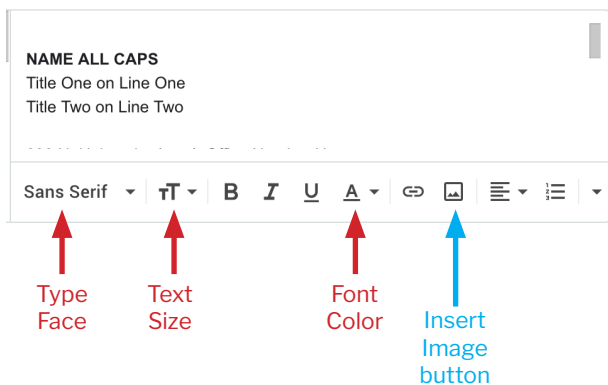 NAME ALL CAPS
Title One on Line One
Title Two on Line Two
Sans Serif
Type
Face
Text
Size
Font
Color
Insert
Image
button